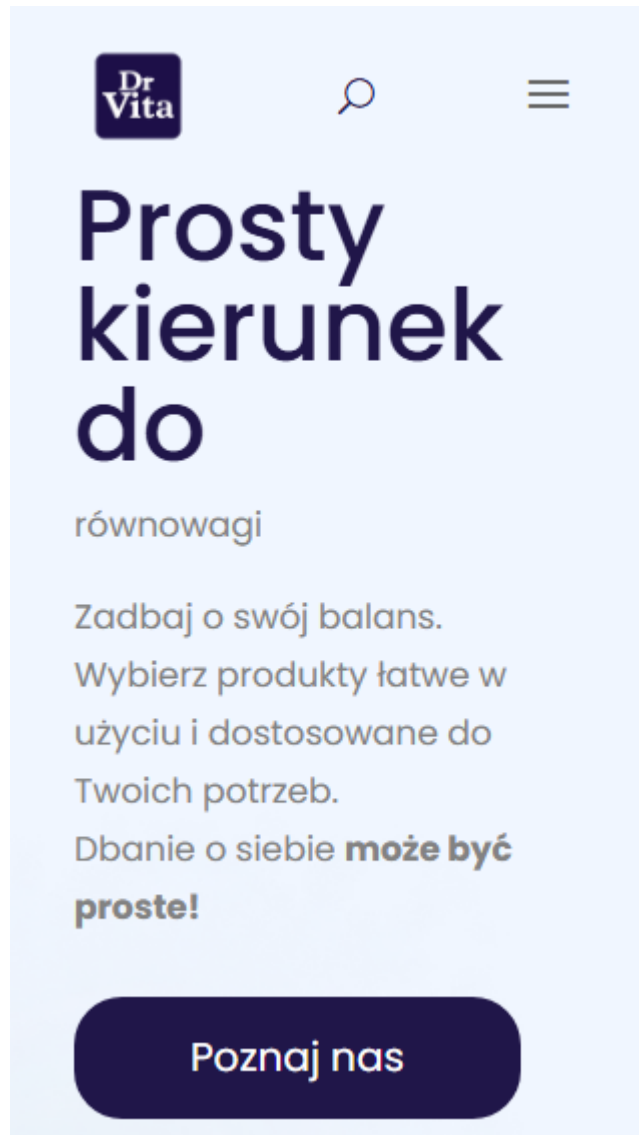 Dr
Vita
Prosty
kierunek
do
równowagi
Zadbaj o swój balans.
Wybierz produkty łatwe w
użyciu i dostosowane do
Twoich potrzeb.
Dbanie o siebie może być
proste!
Poznaj nas